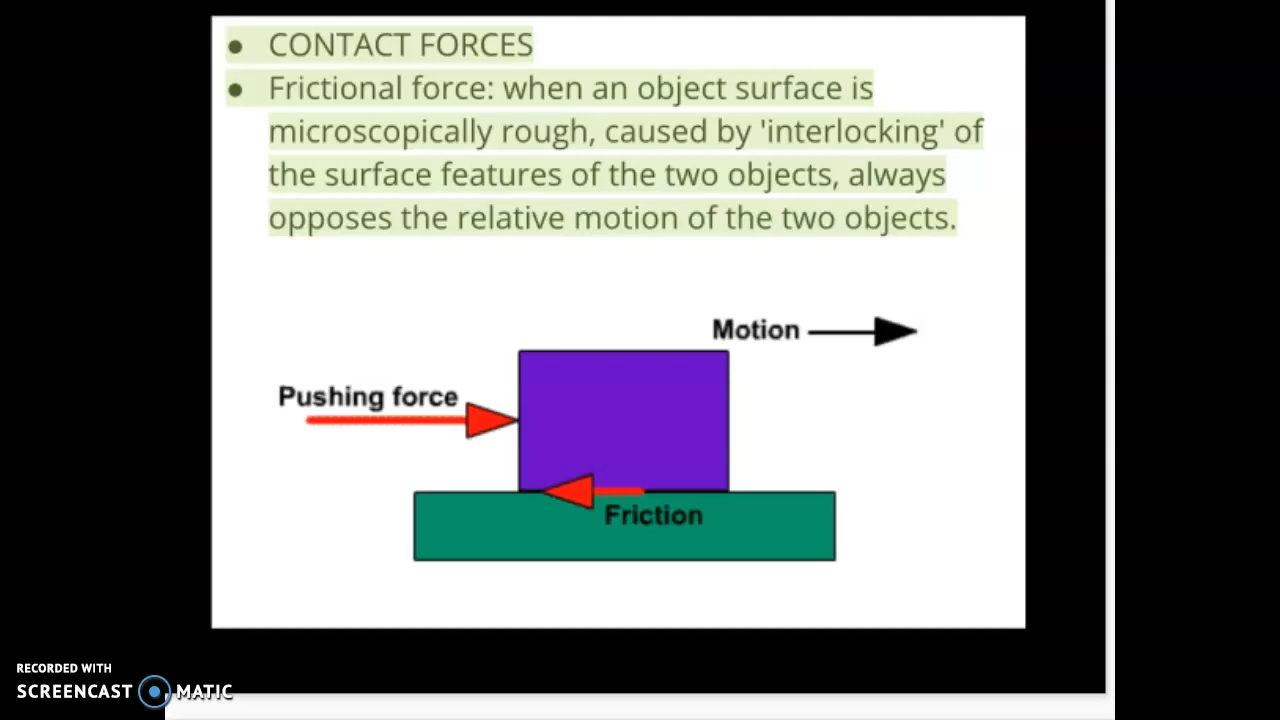 ● CONTACT FORCES
● Frictional force: when an object surface is
microscopically rough, caused by 'interlocking' of
the surface features of the two objects, always
opposes the relative motion of the two objects.
Motion
Pushing force
Friction
RECORDED WITH
SCREENCAST MATIC